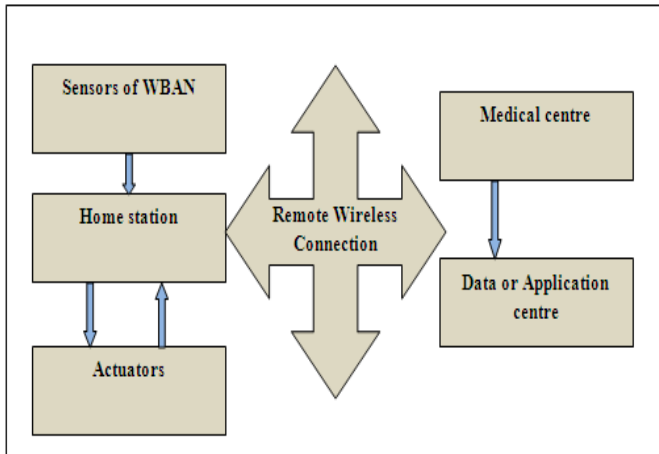 Sensors of WBAN
Home station
Actuators
Remote Wireless
Connection
Medical centre
Data or Application
centre